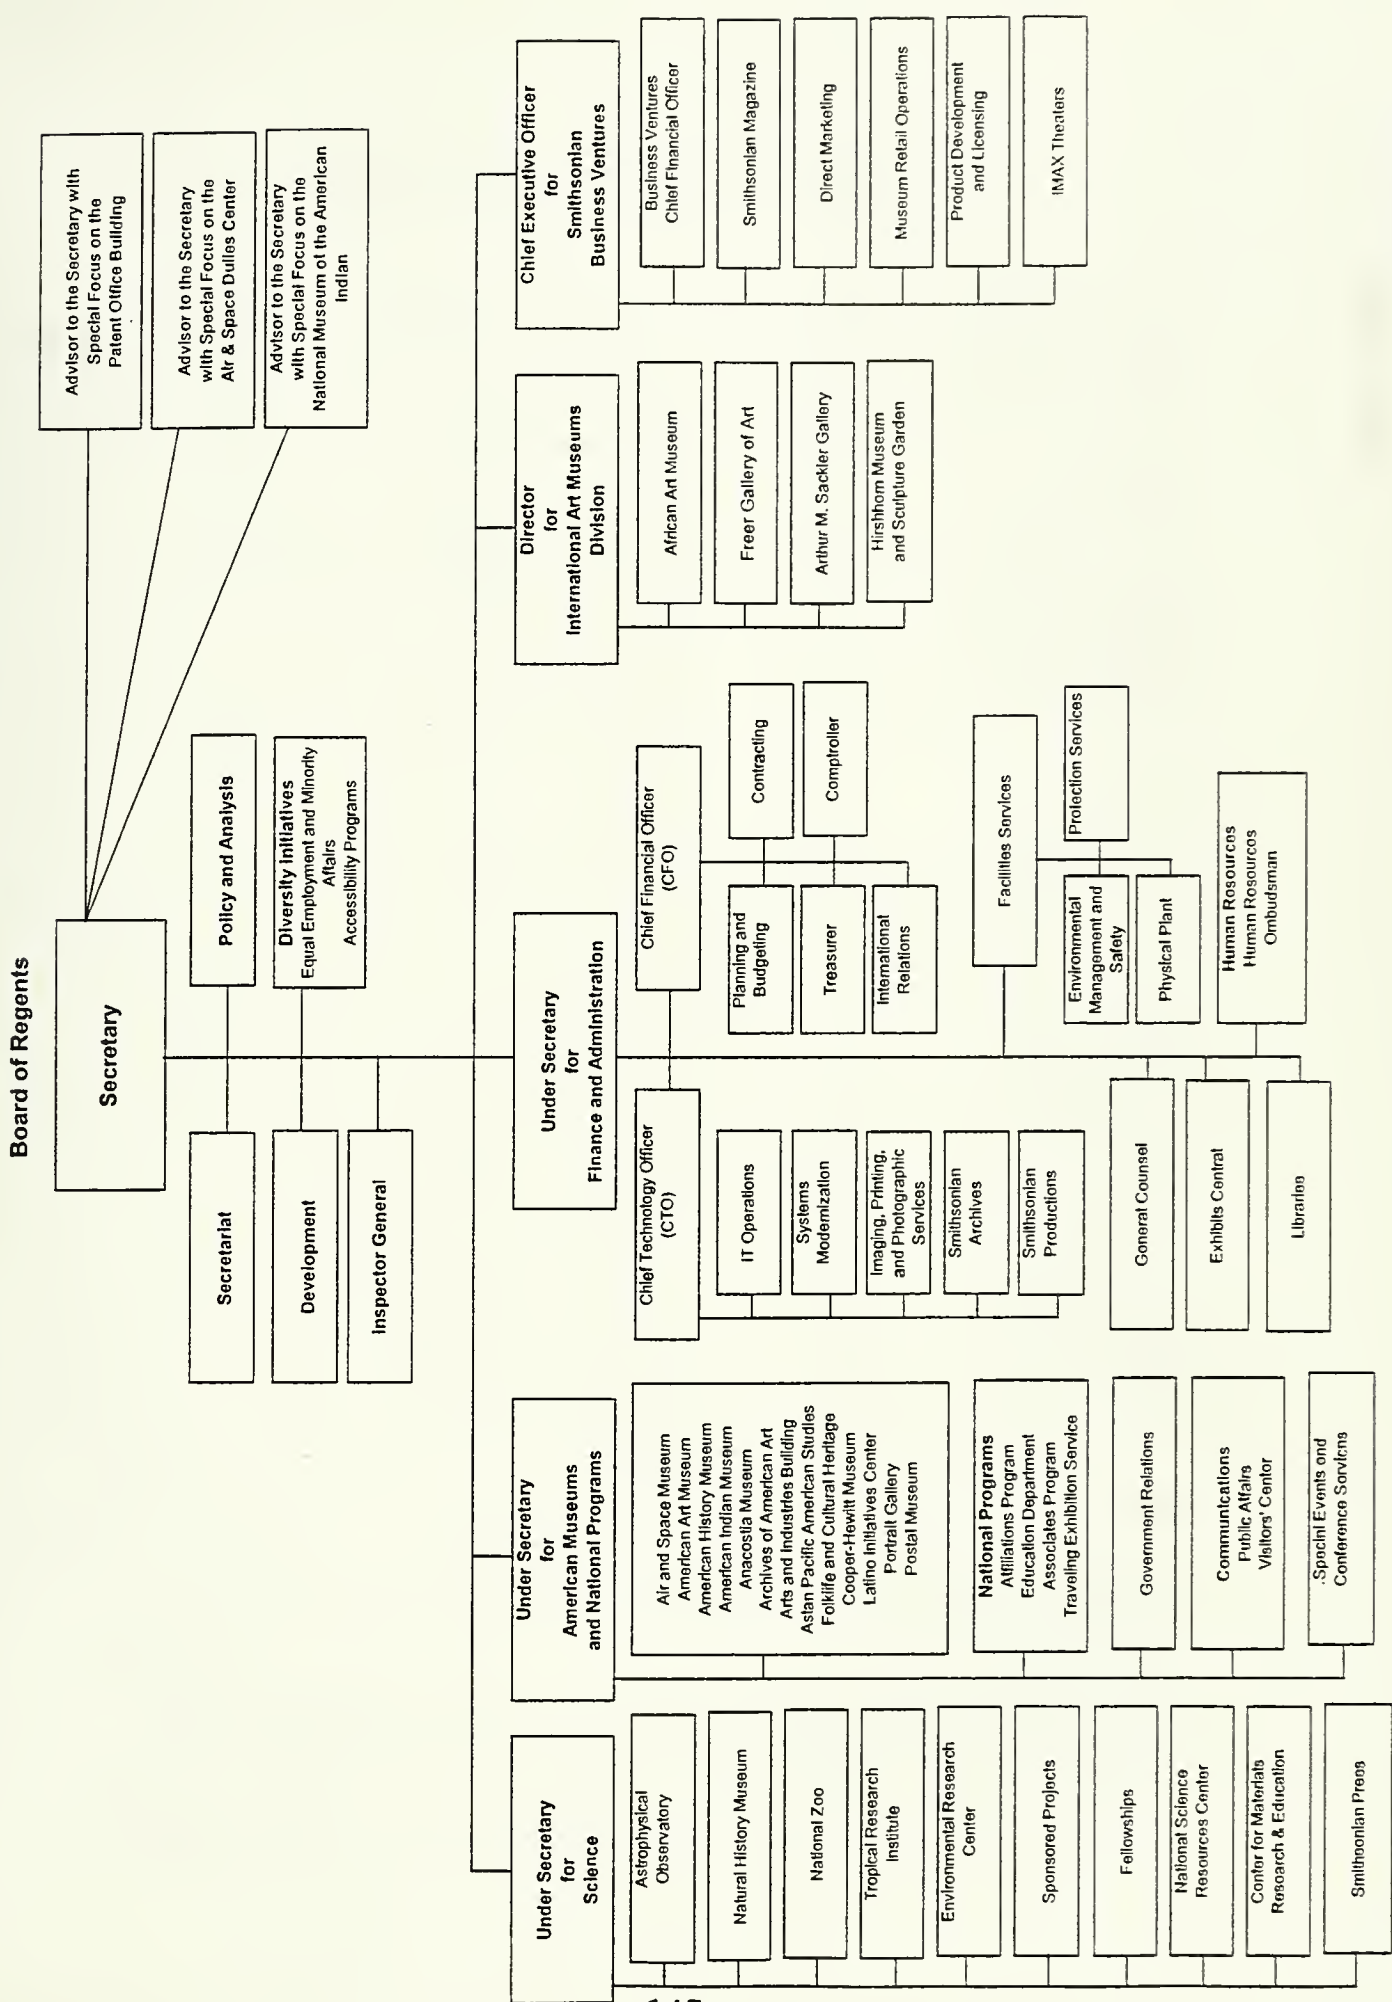 Board of Regents
Secretary
Advisor to the Secretary with
Special Focus on the
Patent Office Building
Advisor to the Secretary
with Special Focus on the
Air & Space Dulles Center
Advisor to the Secretary
with Special Focus on the
National Museum of the American
Indian
Secretariat
Policy and Analysis
Development
Diversity Initiatives
Equal Employment and Minority
Affairs
Accessibility Programs
Inspector General
Under Secretary
for
Science
Astrophysical
Observatory
Natural History Museum
National Zoo
Tropical Research
Institute
Environmental Research
Center
Sponsored Projects
Fellowships
National Science
Resources Center
Center for Materials
Research & Education
Smithsonian Press
Under Secretary
for
American Museums
and National Programs
Air and Space Museum
American Art Museum
American History Museum
American Indian Museum
Anacostia Museum
Archives of American Art
Arts and Industries Building
Asian Pacific American Studies
Folklife and Cultural Heritage
Cooper-Hewitt Museum
Latino Initiatives Center
Portrait Gallery
Postal Museum
National Programs
Affiliations Program
Education Department
Associates Program
Traveling Exhibition Service
Government Relations
Communications
Public Affairs
Visitors' Center
Special Events and
Conference Services
Under Secretary
for
Finance and Administration
Chief Technology Officer
(CTO)
IT Operations
Systems
Modernization
Imaging, Printing,
and Photographic
Services
Smithsonian
Archives
Smithsonian
Productions
Chief Financial Officer
(CFO)
Planning and
Budgeting
Contracting
Treasurer
Comptroller
International
Relations
Facilities Services
Environmental
Management and
Safety
Protection Services
Physical Plant
General Counsel
Exhibits Central
Human Resources
Human Resources
Ombudsman
Libraries
Director
for
International Art Museums
Division
African Art Museum
Freer Gallery of Art
Arthur M. Sackler Gallery
Hirshhorn Museum
and Sculpture Garden
Chief Executive Officer
for
Smithsonian
Business Ventures
Business Ventures
Chief Financial Officer
Smithsonian Magazine
Direct Marketing
Museum Retail Operations
Product Development
and Licensing
IMAX Theaters